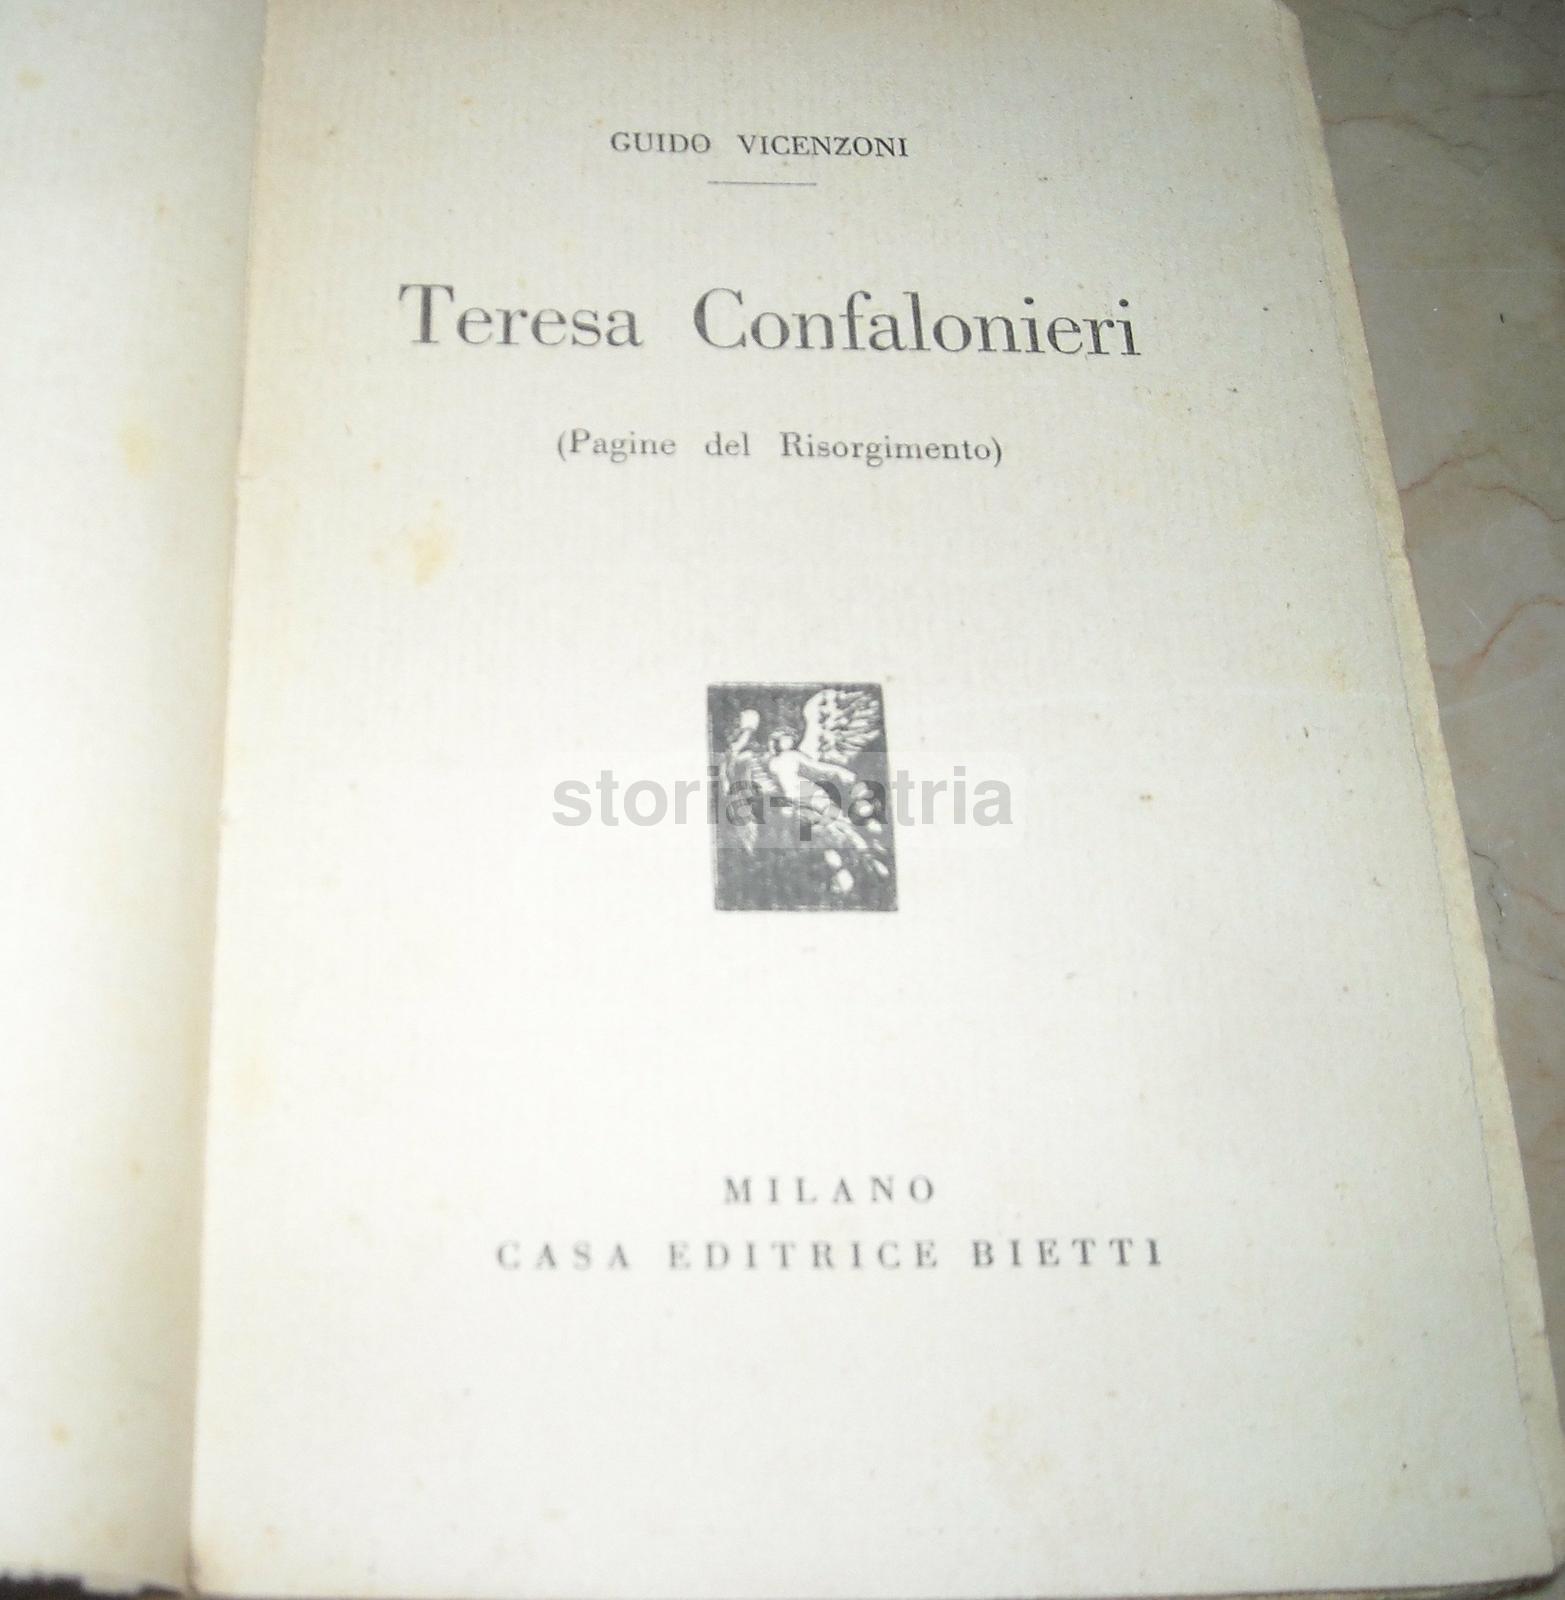 GUIDO VICENZONI
Teresa Confalonieri
(Pagine del Risorgimento)
storia-patria
MILANO
CASA EDITRICE BIETTI